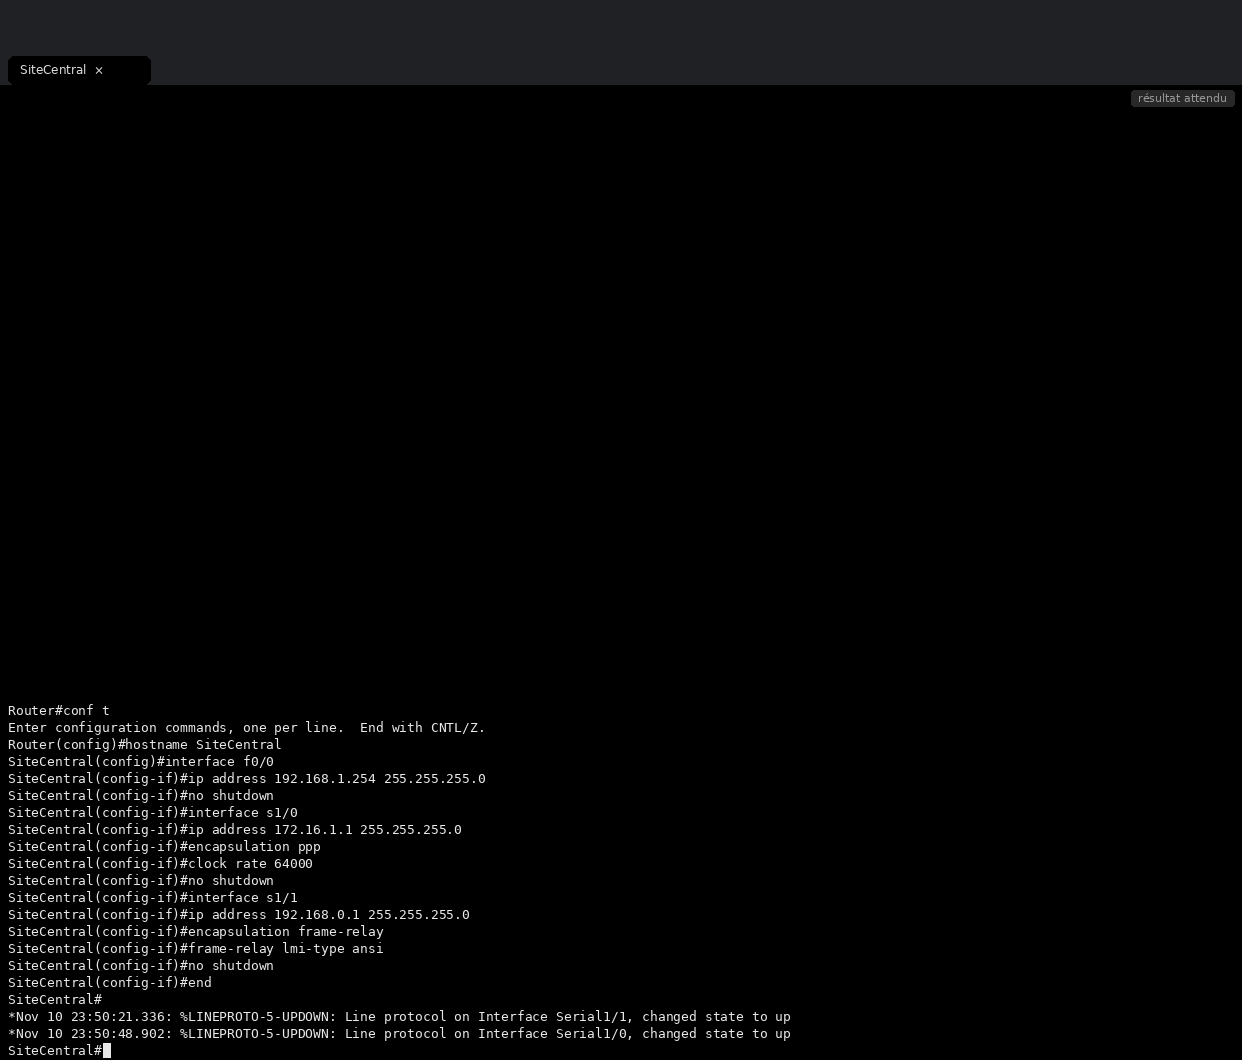 SiteCentral ×
résultat attendu
Router#conf t
Enter configuration commands, one per line.  End with CNTL/Z.
Router(config)#hostname SiteCentral
SiteCentral(config)#interface f0/0
SiteCentral(config-if)#ip address 192.168.1.254 255.255.255.0
SiteCentral(config-if)#no shutdown
SiteCentral(config-if)#interface s1/0
SiteCentral(config-if)#ip address 172.16.1.1 255.255.255.0
SiteCentral(config-if)#encapsulation ppp
SiteCentral(config-if)#clock rate 64000
SiteCentral(config-if)#no shutdown
SiteCentral(config-if)#interface s1/1
SiteCentral(config-if)#ip address 192.168.0.1 255.255.255.0
SiteCentral(config-if)#encapsulation frame-relay
SiteCentral(config-if)#frame-relay lmi-type ansi
SiteCentral(config-if)#no shutdown
SiteCentral(config-if)#end
SiteCentral#
*Nov 10 23:50:21.336: %LINEPROTO-5-UPDOWN: Line protocol on Interface Serial1/1, changed state to up
*Nov 10 23:50:48.902: %LINEPROTO-5-UPDOWN: Line protocol on Interface Serial1/0, changed state to up
SiteCentral#